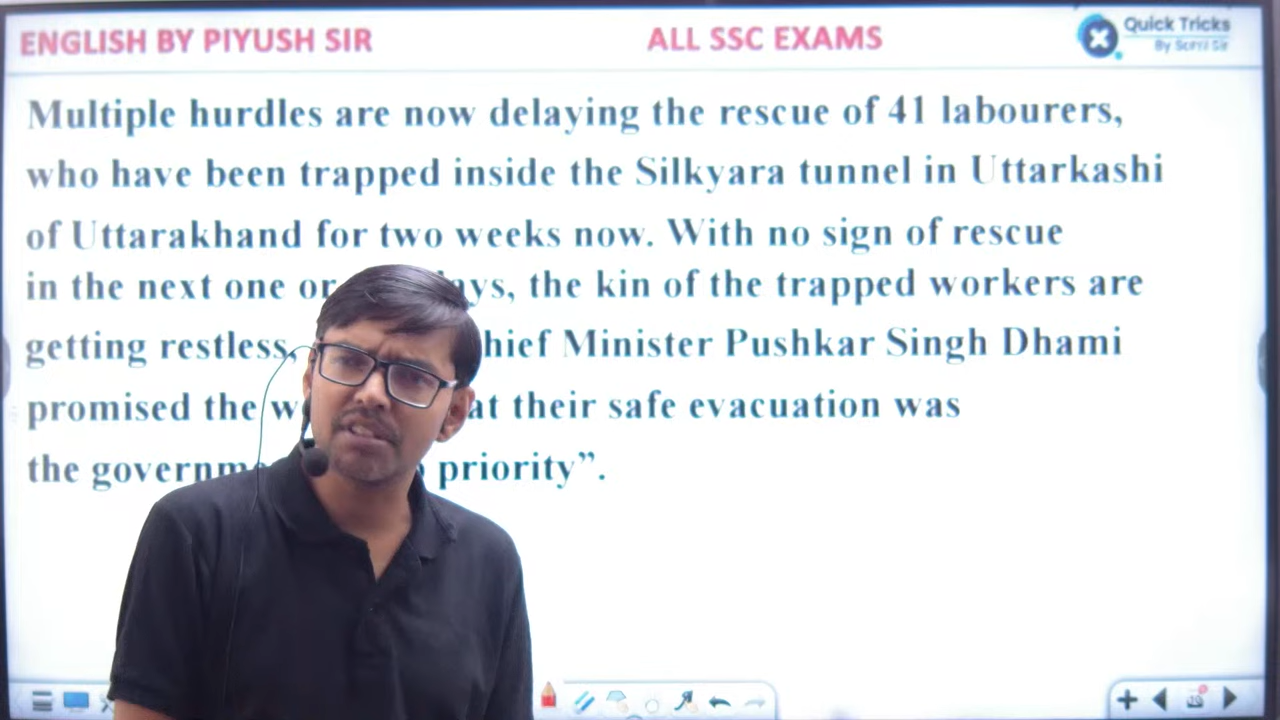 ENGLISH BY PIYUSH SIR
ALL SSC EXAMS
Quick Tricks
By
Multiple hurdles are now delaying the rescue of 41 labourers,
who have been trapped inside the Silkyara tunnel in Uttarkashi
of Uttarakhand for two weeks now. With no sign of rescue
in the next one or the kin of the trapped workers are
getting restless, Minister Pushkar Singh Dhami
promised the their safe evacuation was
the priority”.